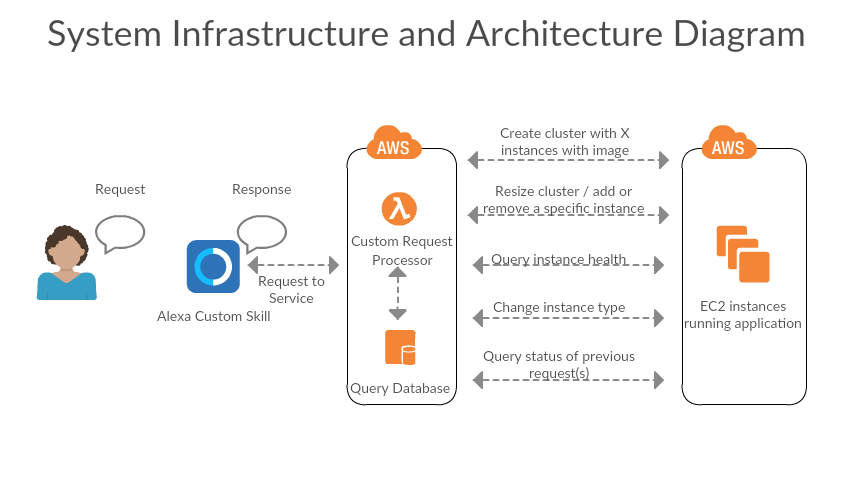 System Infrastructure and Architecture Diagram
Request
Response
Request to
Service
Alexa Custom Skill
AWS
Custom Request
Processor
Query Database
Create cluster with X
instances with image
Resize cluster / add or
remove a specific instance
Query instance health
Change instance type
Query status of previous
request(s)
AWS
EC2 instances
running application